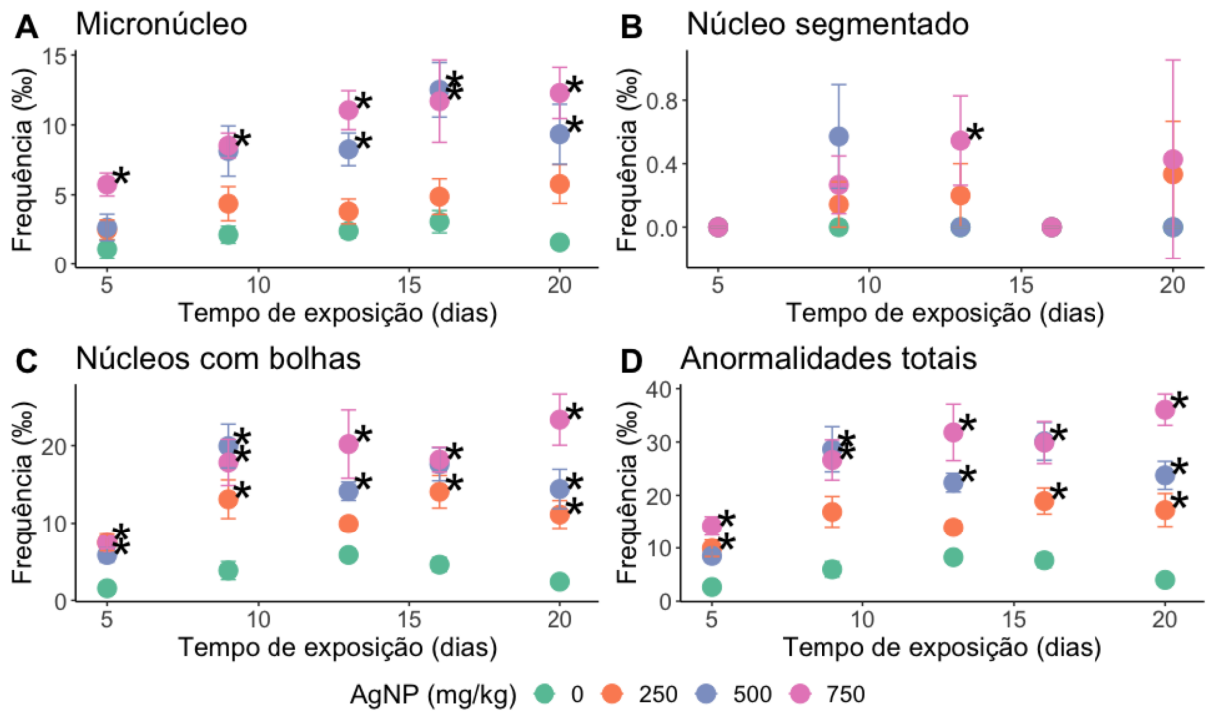 A Micronúcleo
Frequência (‰)
15
10
5
0
* * * * * * * *
5 10 15 20
Tempo de exposição (dias)
B Núcleo segmentado
Frequência (‰)
0.8
0.4
0.0
*
5 10 15 20
Tempo de exposição (dias)
C Núcleos com bolhas
Frequência (‰)
20
10
0
* * * * * * * * * * * *
5 10 15 20
Tempo de exposição (dias)
D Anormalidades totais
Frequência (‰)
40
30
20
10
0
* * * * * * * * * * *
5 10 15 20
Tempo de exposição (dias)
AgNP (mg/kg) 0 250 500 750